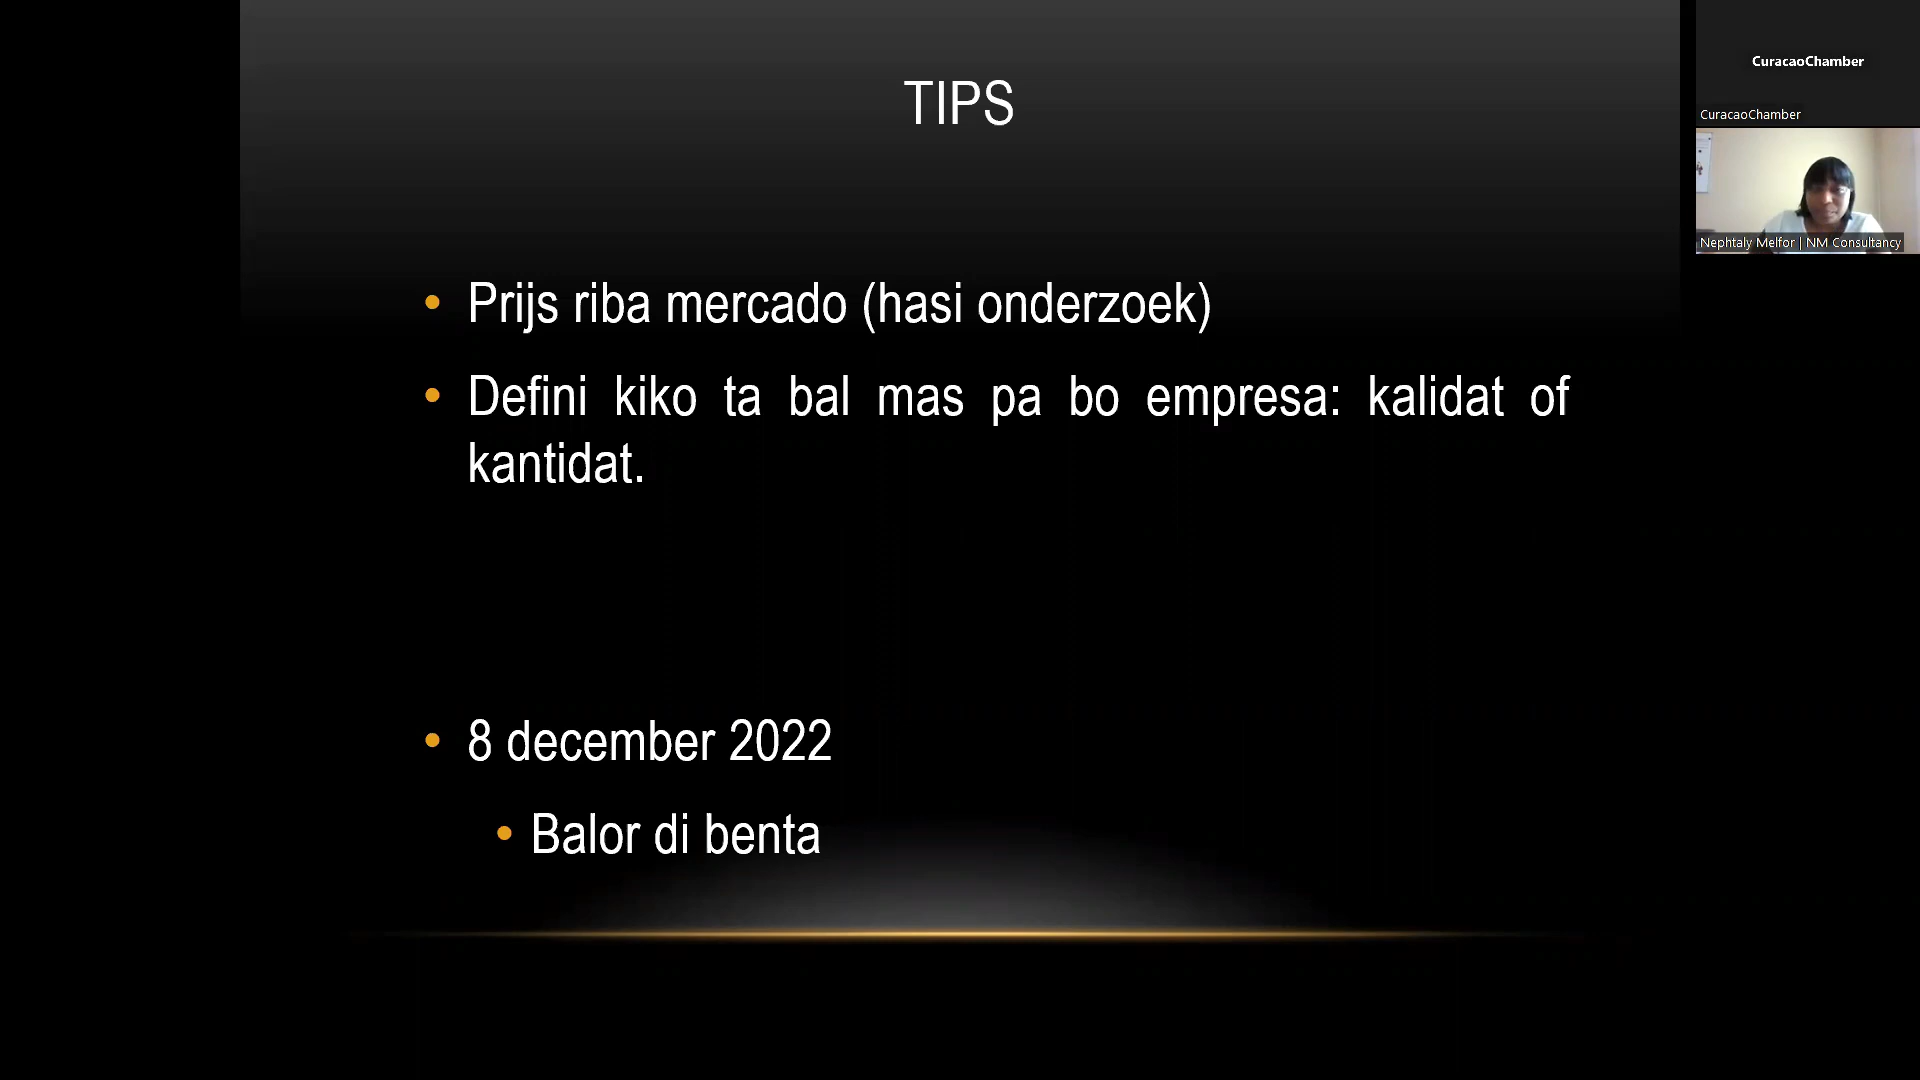 TIPS
• Prijs riba mercado (hasi onderzoek)
• Defini kiko ta bal mas pa bo empresa: kalidat of
kantidat.
• 8 december 2022
• Balor di benta
CuracaoChamber
CuracaoChamber
Nephtaly Melfor | NM Consultancy